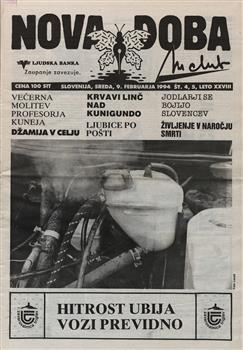 NOVA DOBA
LJUDSKA BANKA
Zaupanje zavezuje.
CENA 100 SIT
SLOVENIJA, SREDA, 9. FEBRUARJA 1994
ŠT. 4, 5, LETO XXVIII
VEČERNA
MOLITEV
PROFESORJA
KUNEJA
DŽAMIJA V CELJU
KRVAVI LINČ
NAD
KUNIGUNDO
LJUBICE PO
POŠTI
JODLARJI SE
BOJIJO
SLOVENCEV
ŽIVLJENJE V NAROČJU
SMRTI
HITROST UBIJA
VOZI PREVIDNO